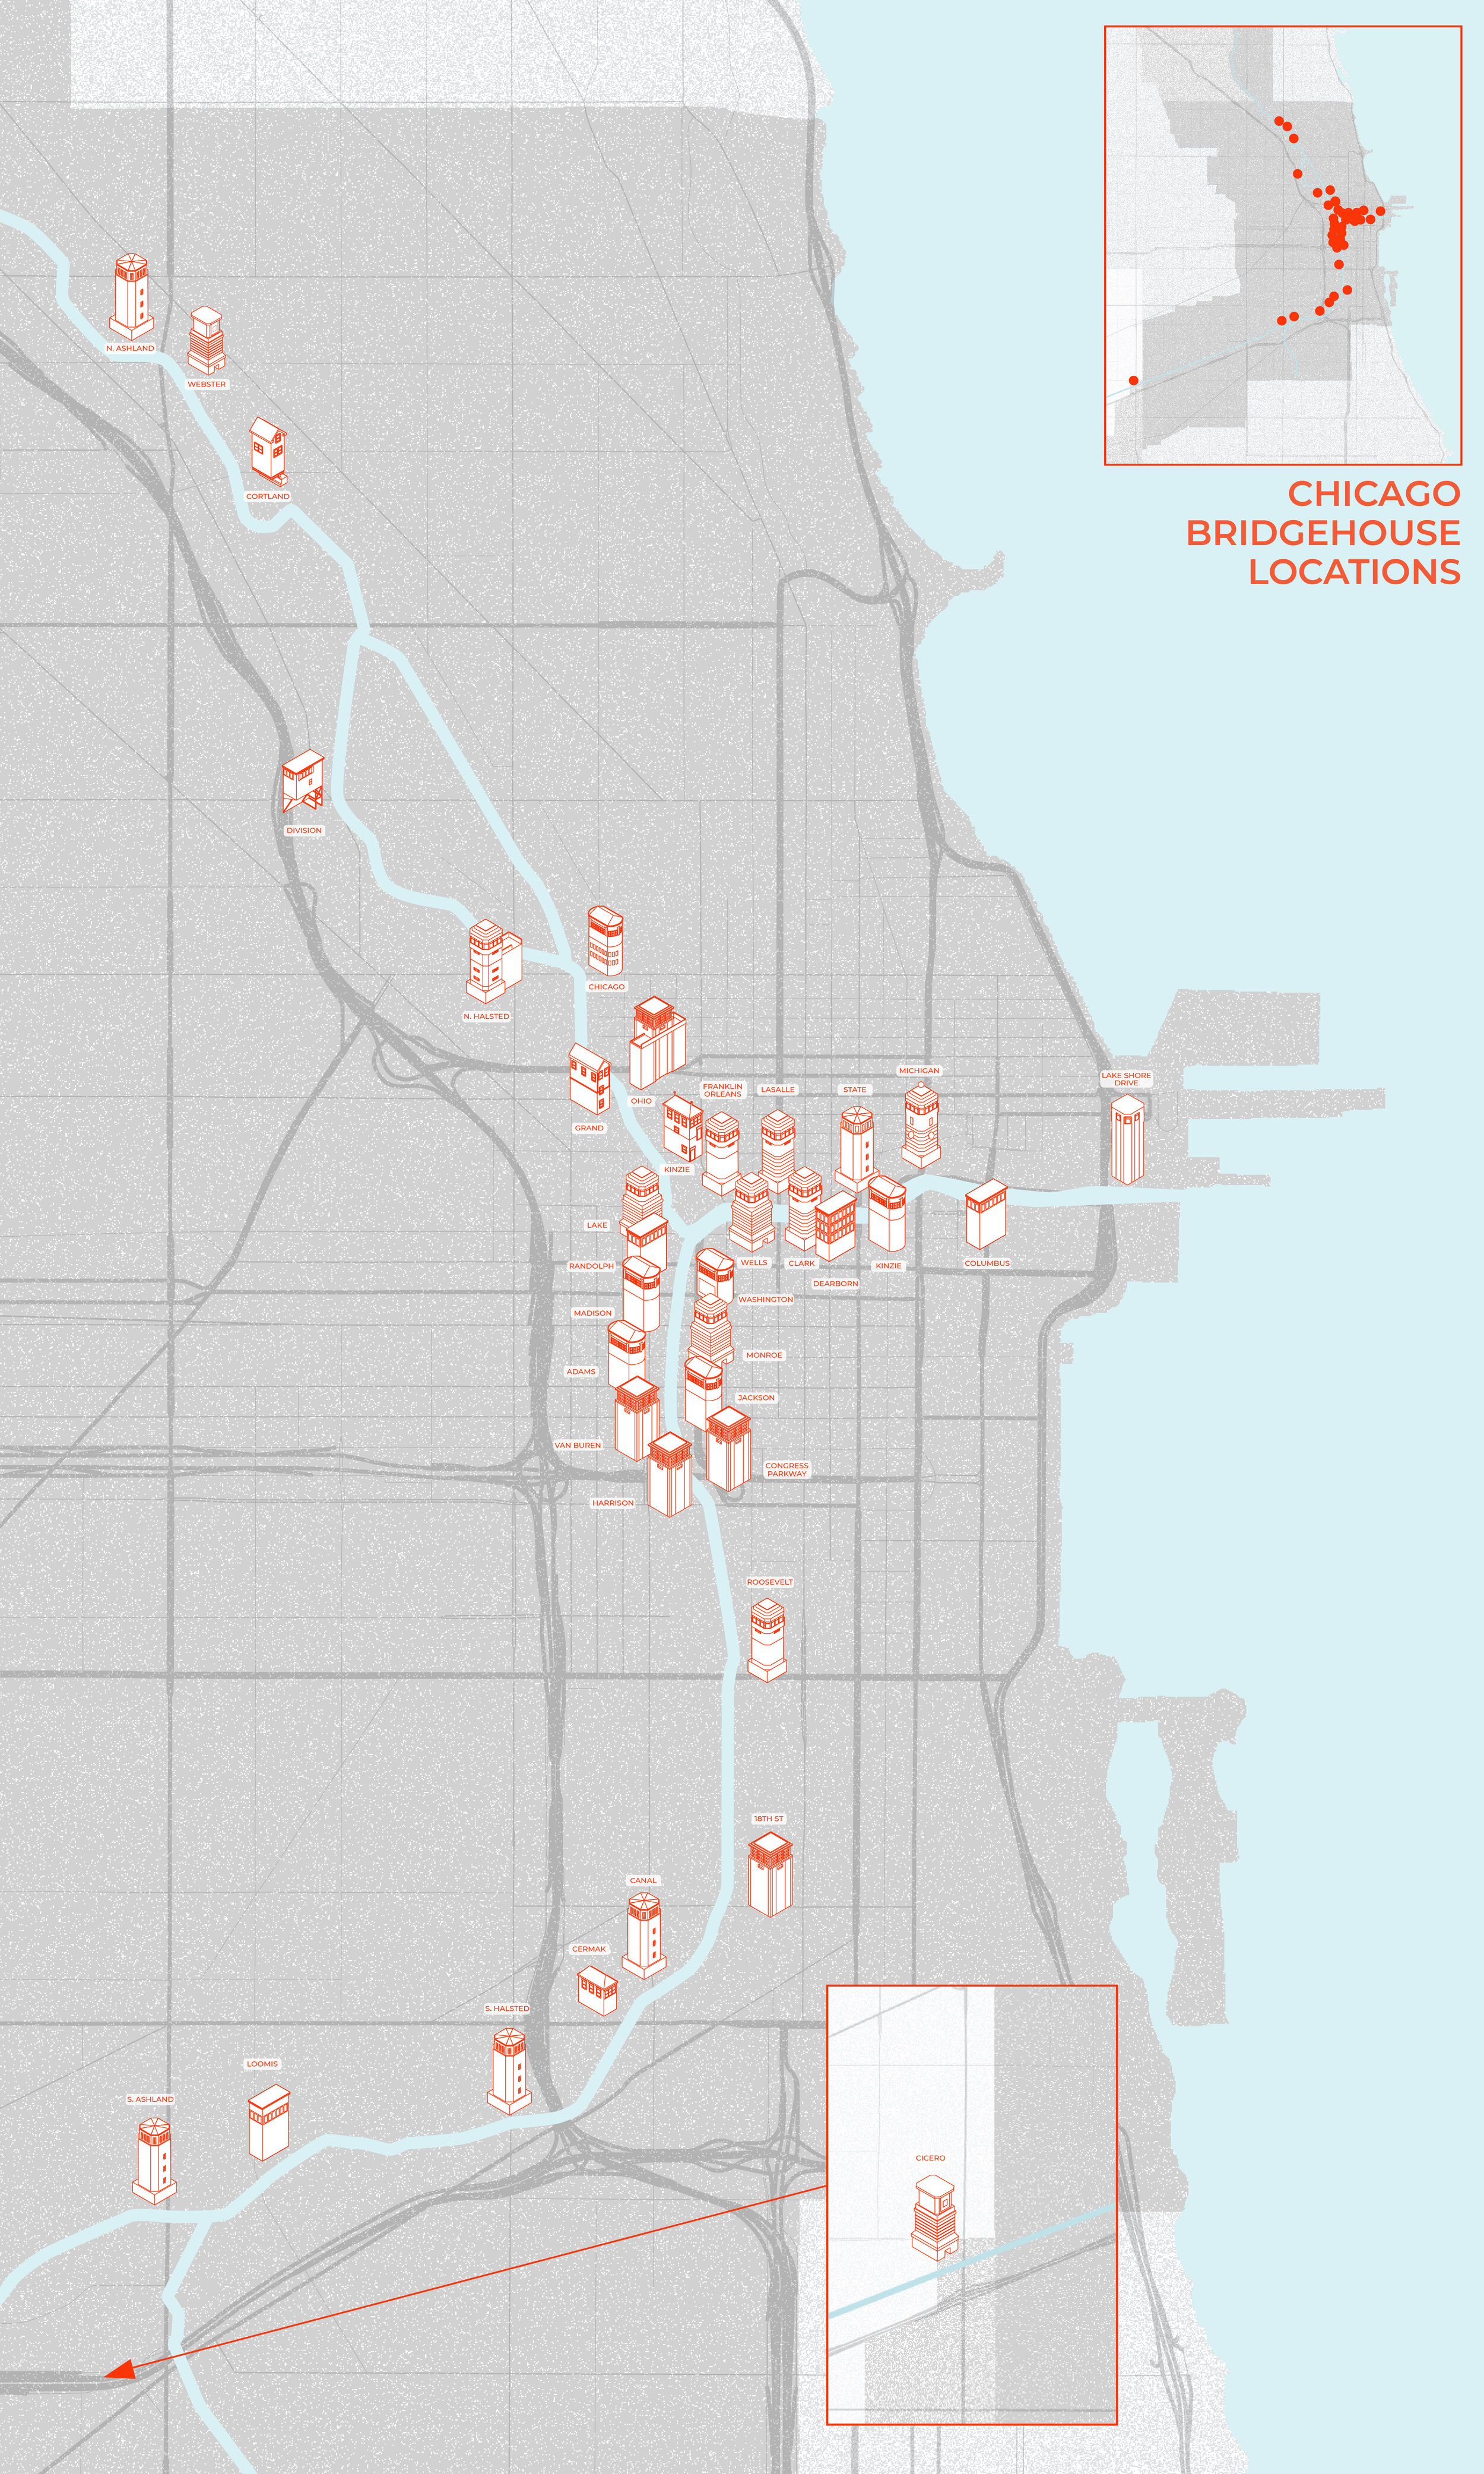 CHICAGO
BRIDGEHOUSE
LOCATIONS
N. ASHLAND
WEBSTER
CORTLAND
DIVISION
CHICAGO
N. HALSTED
MICHIGAN
LAKE SHORE
DRIVE
FRANKLIN
ORLEANS
LASALLE
STATE
OHIO
GRAND
KINZIE
LAKE
RANDOLPH
WELLS
CLARK
KINZIE
COLUMBUS
DEARBORN
WASHINGTON
MADISON
MONROE
ADAMS
JACKSON
VAN BUREN
CONGRESS
PARKWAY
HARRISON
ROOSEVELT
18TH ST
CANAL
CERMAK
S. HALSTED
LOOMIS
S. ASHLAND
CICERO